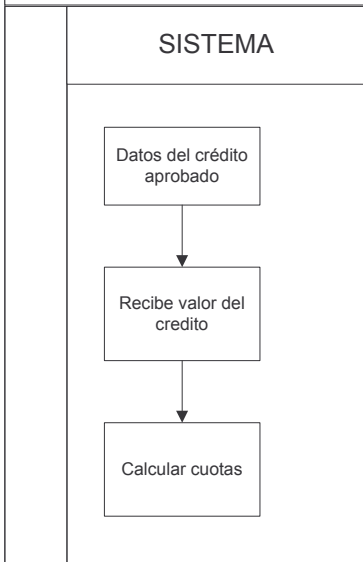 SISTEMA
Datos del crédito
aprobado
Recibe valor del
credito
Calcular cuotas